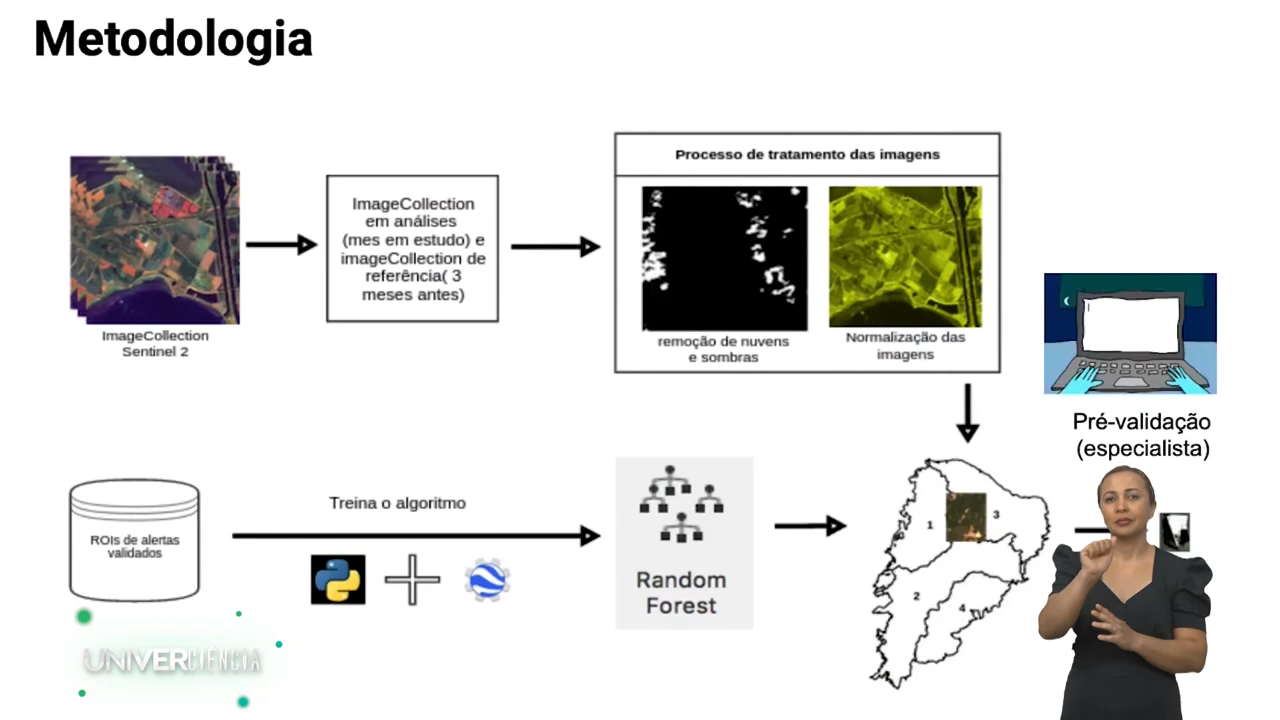 Metodologia
ImageCollection
Sentinel 2
ImageCollection
em análises
(mes em estudo) e
imageCollection de
referência( 3
meses antes)
Processo de tratamento das imagens
remoção de nuvens
e sombras
Normalização das
imagens
Pré-validação
(especialista)
ROIs de alertas
validados
Treina o algoritmo
Random
Forest
1
3
2
4
UNIVERCIÊNCIA